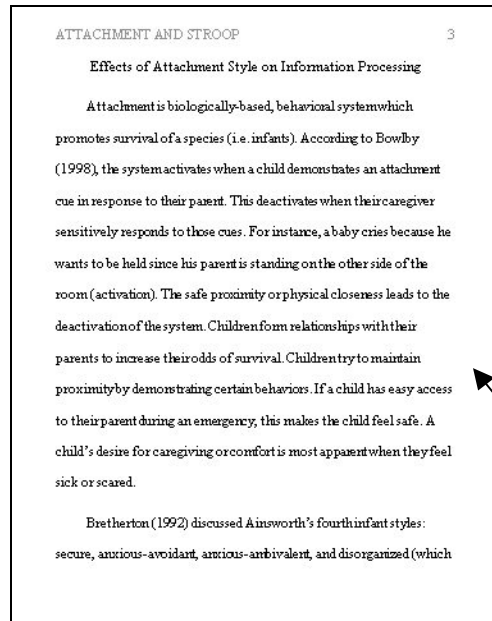 ATTACHMENT AND STROOP 3
Effects of Attachment Style on Information Processing
Attachment is biologically-based, behavioral system which
promotes survival of a species (i.e. infants). According to Bowlby
(1998), the system activates when a child demonstrates an attachment
cue in response to their parent. This deactivates when their caregiver
sensitively responds to those cues. For instance, a baby cries because he
wants to be held since his parent is standing on the other side of the
room (activation). The safe proximity or physical closeness leads to the
deactivation of the system. Children form relationships with their
parents to increase their odds of survival. Children try to maintain
proximity by demonstrating certain behaviors. If a child has easy access
to their parent during an emergency, this makes the child feel safe. A
child's desire for caregiving or comfort is most apparent when they feel
sick or scared.
Bretherton (1992) discussed Ainsworth's fourth infant styles:
secure, anxious-avoidant, anxious-ambivalent, and disorganized (which